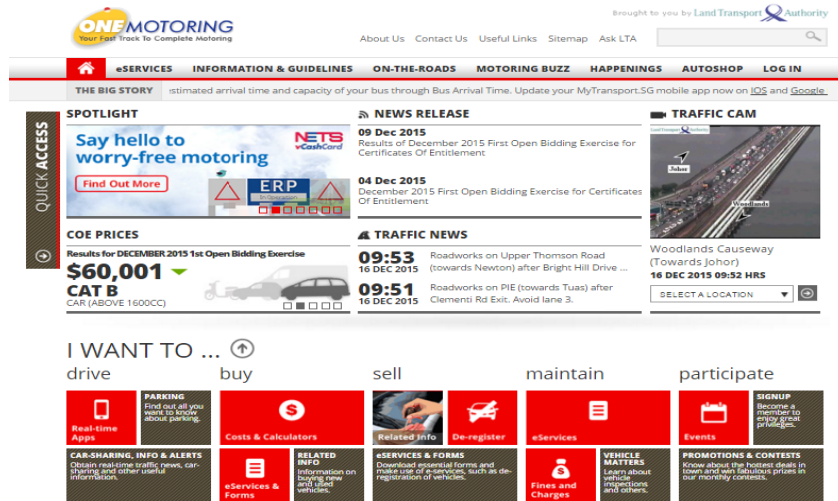 ONE MOTORING
Your Fast Track To Complete Motoring
Brought to you by Land Transport Authority
About Us Contact Us Useful Links Sitemap Ask LTA
eSERVICES INFORMATION & GUIDELINES ON-THE-ROADS MOTORING BUZZ HAPPENINGS AUTOSHOP LOG IN
THE BIG STORY stimated arrival time and capacity of your bus through Bus Arrival Time. Update your MyTransport.SG mobile app now on IOS and Google
QUICK ACCESS
SPOTLIGHT
Say hello to
worry-free motoring
NETS
vCashCard
Find Out More
ERP
In Operation
NEWS RELEASE
09 Dec 2015
Results of December 2015 First Open Bidding Exercise for
Certificates Of Entitlement
04 Dec 2015
December 2015 First Open Bidding Exercise for Certificates
Of Entitlement
TRAFFIC CAM
Land Transport Authority
Johor
Woodlands
Woodlands Causeway
(Towards Johor)
16 DEC 2015 09:52 HRS
SELECT A LOCATION
COE PRICES
Results for DECEMBER 2015 1st Open Bidding Exercise
$60,001
CAT B
CAR (ABOVE 1600CC)
TRAFFIC NEWS
09:53
16 DEC 2015
Roadworks on Upper Thomson Road
(towards Newton) after Bright Hill Drive ...
09:51
16 DEC 2015
Roadworks on PIE (towards Tuas) after
Clementi Rd Exit. Avoid lane 3.
I WANT TO ...
drive
Real-time
Apps
PARKING
Find out all you
want to know
about parking.
CAR-SHARING, INFO & ALERTS
Obtain real-time traffic news, car-
sharing and other useful
information.
buy
Costs & Calculators
eServices &
Forms
RELATED
INFO
Information on
buying new
and used
vehicles.
sell
Related Info
De-register
eSERVICES & FORMS
Download essential forms and
make use of e-services, such as de-
registration of vehicles.
maintain
eServices
Fines and
Charges
VEHICLE
MATTERS
Learn about
vehicle
inspections
and others.
participate
Events
SIGNUP
Become a
member to
enjoy great
privileges.
PROMOTIONS & CONTESTS
Know about the hottest deals in
town and win fabulous prizes in
our monthly contests.